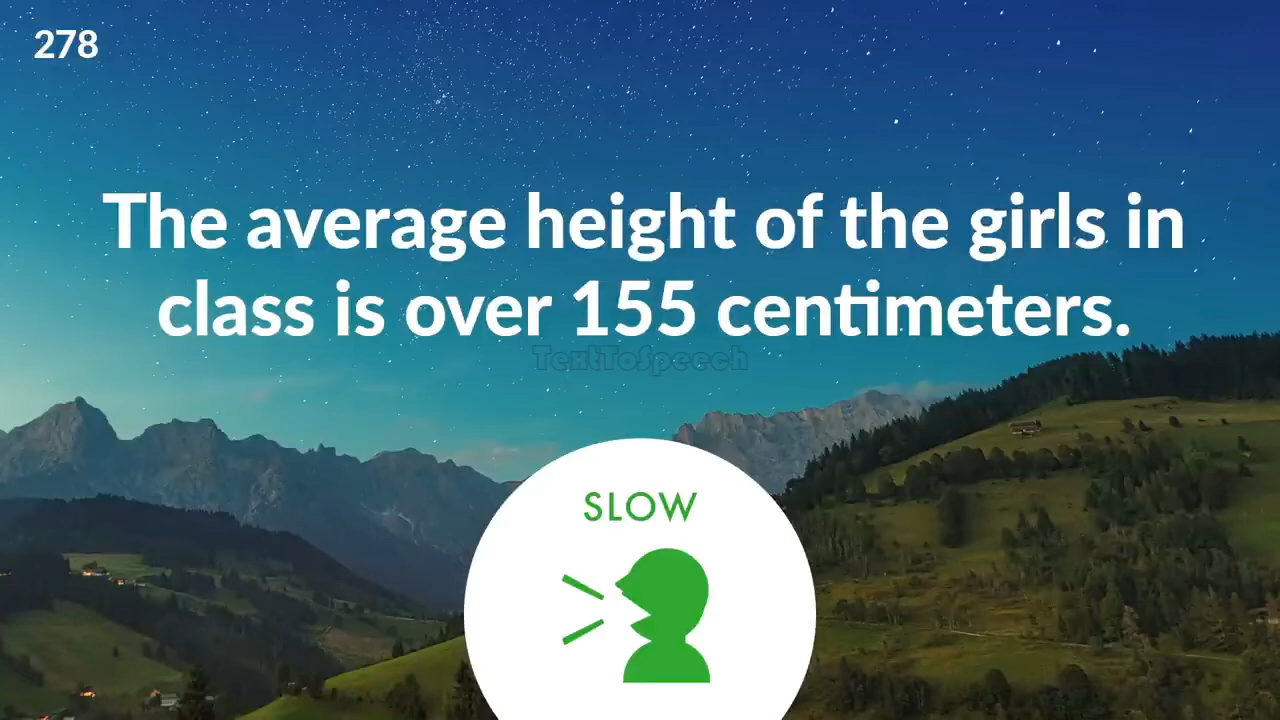 278
The average height of the girls in
class is over 155 centimeters.
TextToSpeech
SLOW